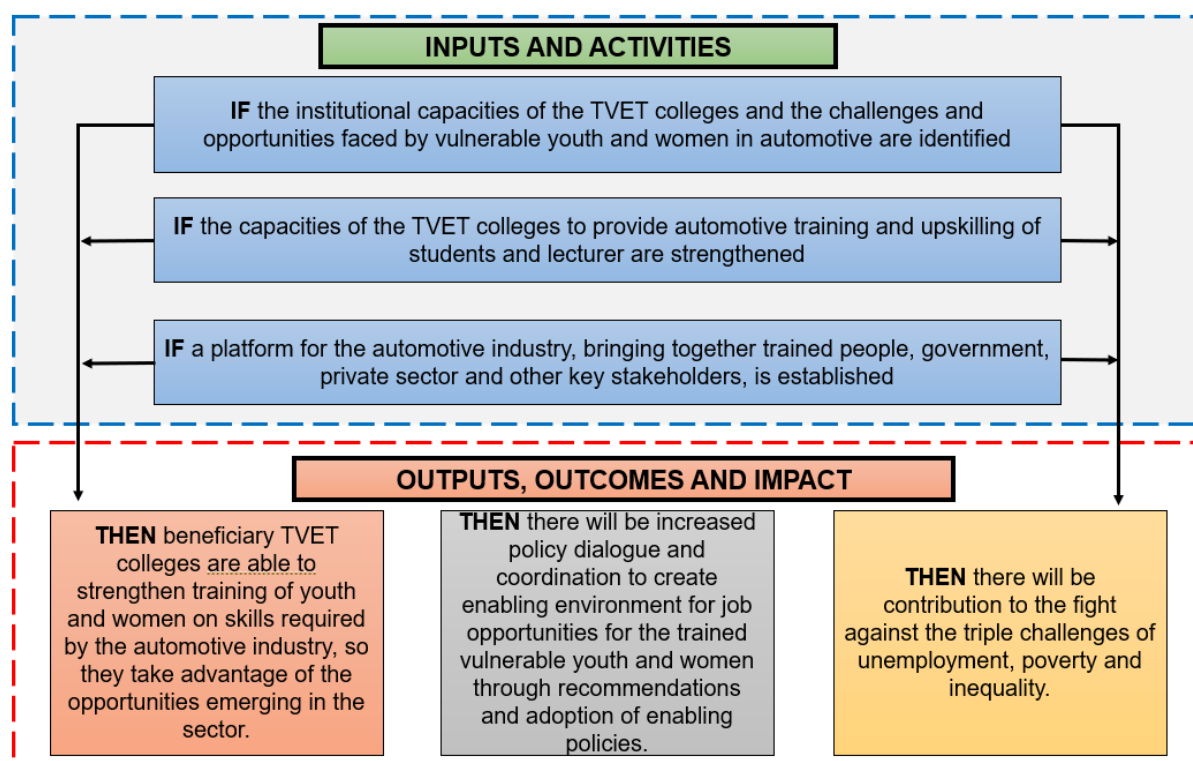 INPUTS AND ACTIVITIES
IF the institutional capacities of the TVET colleges and the challenges and
opportunities faced by vulnerable youth and women in automotive are identified
IF the capacities of the TVET colleges to provide automotive training and upskilling of
students and lecturer are strengthened
IF a platform for the automotive industry, bringing together trained people, government,
private sector and other key stakeholders, is established
OUTPUTS, OUTCOMES AND IMPACT
THEN beneficiary TVET
colleges are able to
strengthen training of youth
and women on skills required
by the automotive industry, so
they take advantage of the
opportunities emerging in the
sector.
THEN there will be increased
policy dialogue and
coordination to create
enabling environment for job
opportunities for the trained
vulnerable youth and women
through recommendations
and adoption of enabling
policies.
THEN there will be
contribution to the fight
against the triple challenges of
unemployment, poverty and
inequality.